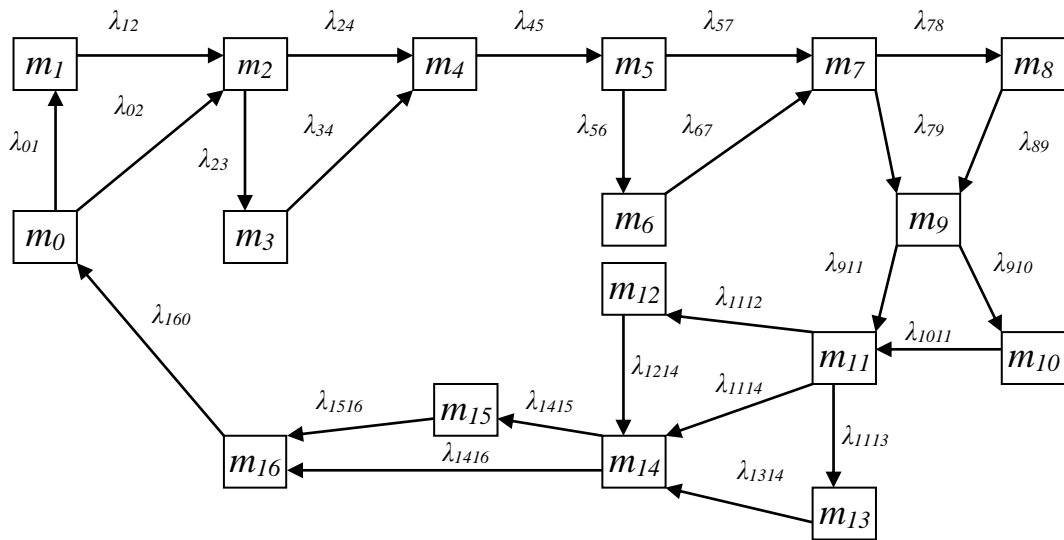 λ12 λ24 λ45 λ57 λ78
m1 m2 m4 m5 m7 m8
λ01 λ02 λ23 λ34 λ56 λ67 λ79 λ89
m0 m3 m6 m9
λ911 λ910
m12 λ1112
λ160 λ1011
m11 m10
λ1214 λ1114
λ1516 m15 λ1415 λ1113
m16 λ1416 m14 λ1314
m13